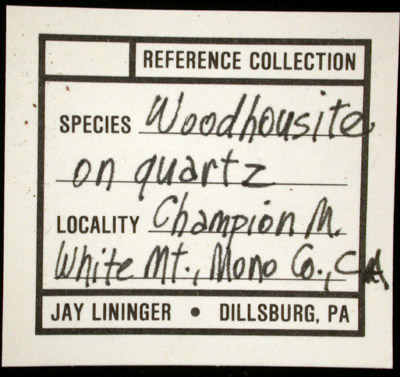 REFERENCE COLLECTION
SPECIES Woodhousite
on quartz
LOCALITY Champion M.
White Mt., Mono Co., CA
JAY LININGER • DILLSBURG, PA